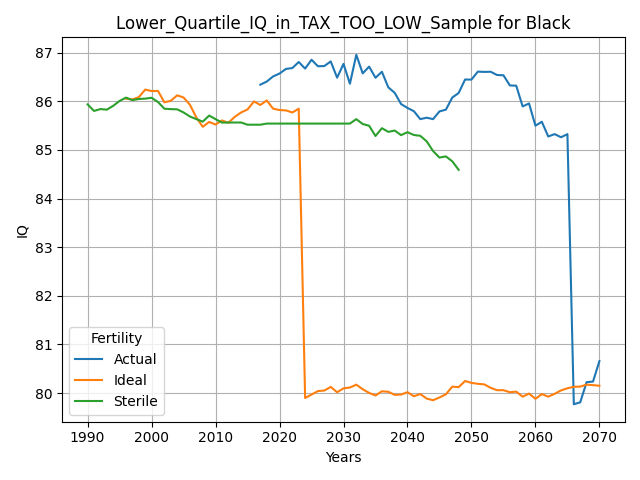 Lower_Quartile_IQ_in_TAX_TOO_LOW_Sample for Black
IQ
87
86
85
84
83
82
81
80
Fertility
Actual
Ideal
Sterile
1990 2000 2010 2020 2030 2040 2050 2060 2070
Years